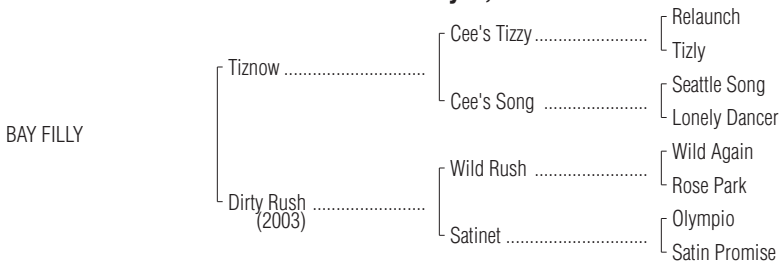 Relaunch
Cee's Tizzy
Tizly
Tiznow
Seattle Song
Cee's Song
Lonely Dancer
BAY FILLY
Wild Again
Wild Rush
Rose Park
Dirty Rush
(2003)
Olympio
Satinet
Satin Promise